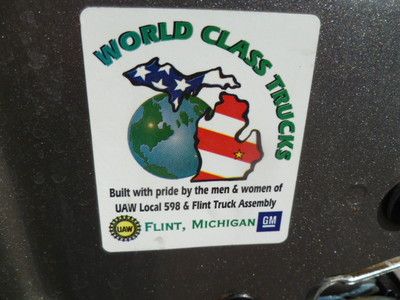 WORLD CLASS TRUCKS
Built with pride by the men & women of
UAW Local 598 & Flint Truck Assembly
UAW FLINT, MICHIGAN GM